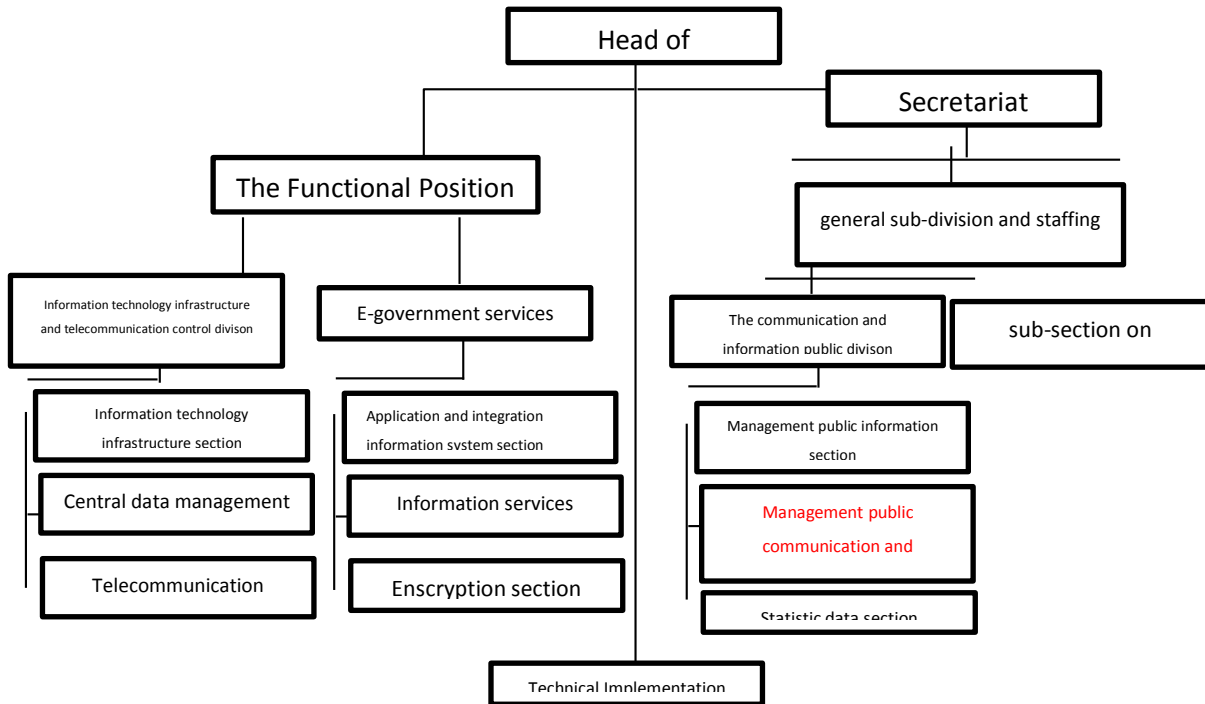 Head of
Secretariat
The Functional Position
general sub-division and staffing
Information technology infrastructure
and telecommunication control divison
E-government services
The communication and
information public divison
sub-section on
Information technology
infrastructure section
Application and integration
information system section
Management public information
section
Central data management
Information services
Management public
communication and
Telecommunication
Enscryption section
Statistic data section
Technical Implementation